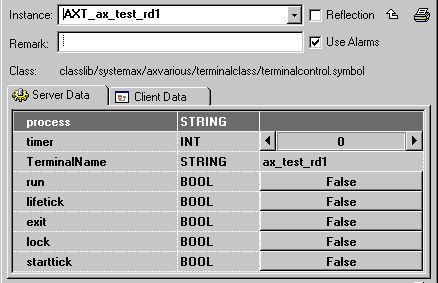 Instance: AXT_ax_test_rd1 Reflection
Remark: Use Alarms
Class: classlib/systemax/axvarious/terminalclass/terminalcontrol.symbol
Server Data Client Data
process STRING
timer INT 0
TerminalName STRING ax_test_rd1
run BOOL False
lifetick BOOL False
exit BOOL False
lock BOOL False
starttick BOOL False